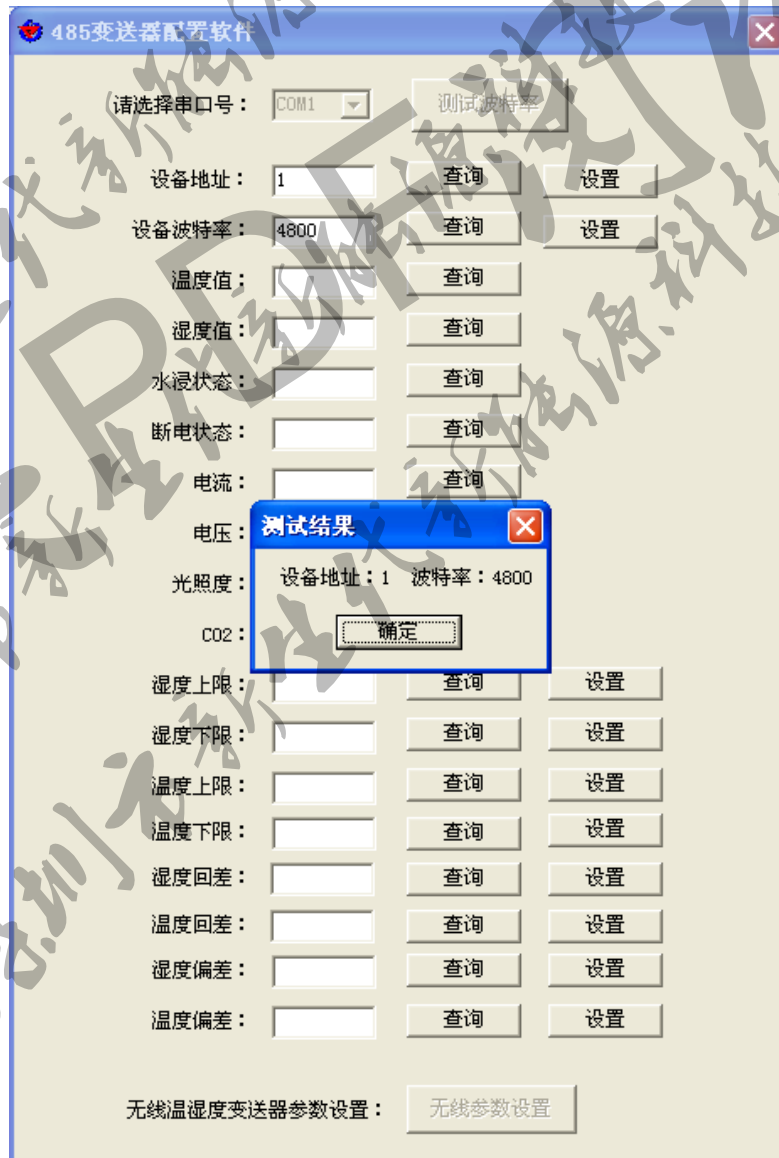 485变送器配置软件
请选择串口号： COM1 测试波特率
设备地址： 1 查询 设置
设备波特率： 4800 查询 设置
温度值： 查询
湿度值： 查询
水浸状态： 查询
断电状态： 查询
电流： 查询
电压：
光照度：
CO2：
测试结果
设备地址：1 波特率：4800
确定
湿度上限： 查询 设置
湿度下限： 查询 设置
温度上限： 查询 设置
温度下限： 查询 设置
湿度回差： 查询 设置
温度回差： 查询 设置
湿度偏差： 查询 设置
温度偏差： 查询 设置
无线温湿度变送器参数设置： 无线参数设置